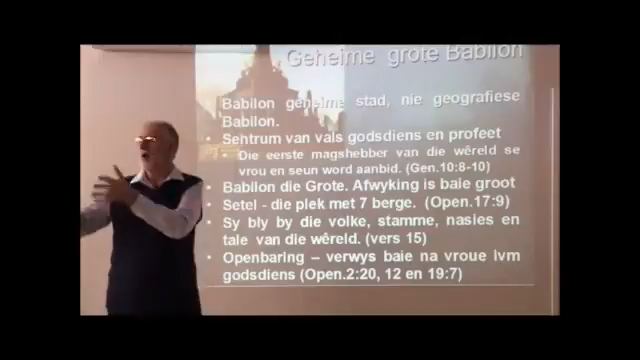 Geheime grote Babilon
Babilon geheime stad, nie geografiese
Babilon.
• Sentrum van vals godsdiens en profeet
• Die eerste magshebber van die wêreld se
vrou en seun word aanbid. (Gen.10:8-10)
• Babilon die Grote. Afwyking is baie groot
• Setel - die plek met 7 berge. (Open.17:9)
• Sy bly by die volke, stamme, nasies en
tale van die wêreld. (vers 15)
• Openbaring – verwys baie na vroue Ivm
godsdiens (Open.2:20, 12 en 19:7)